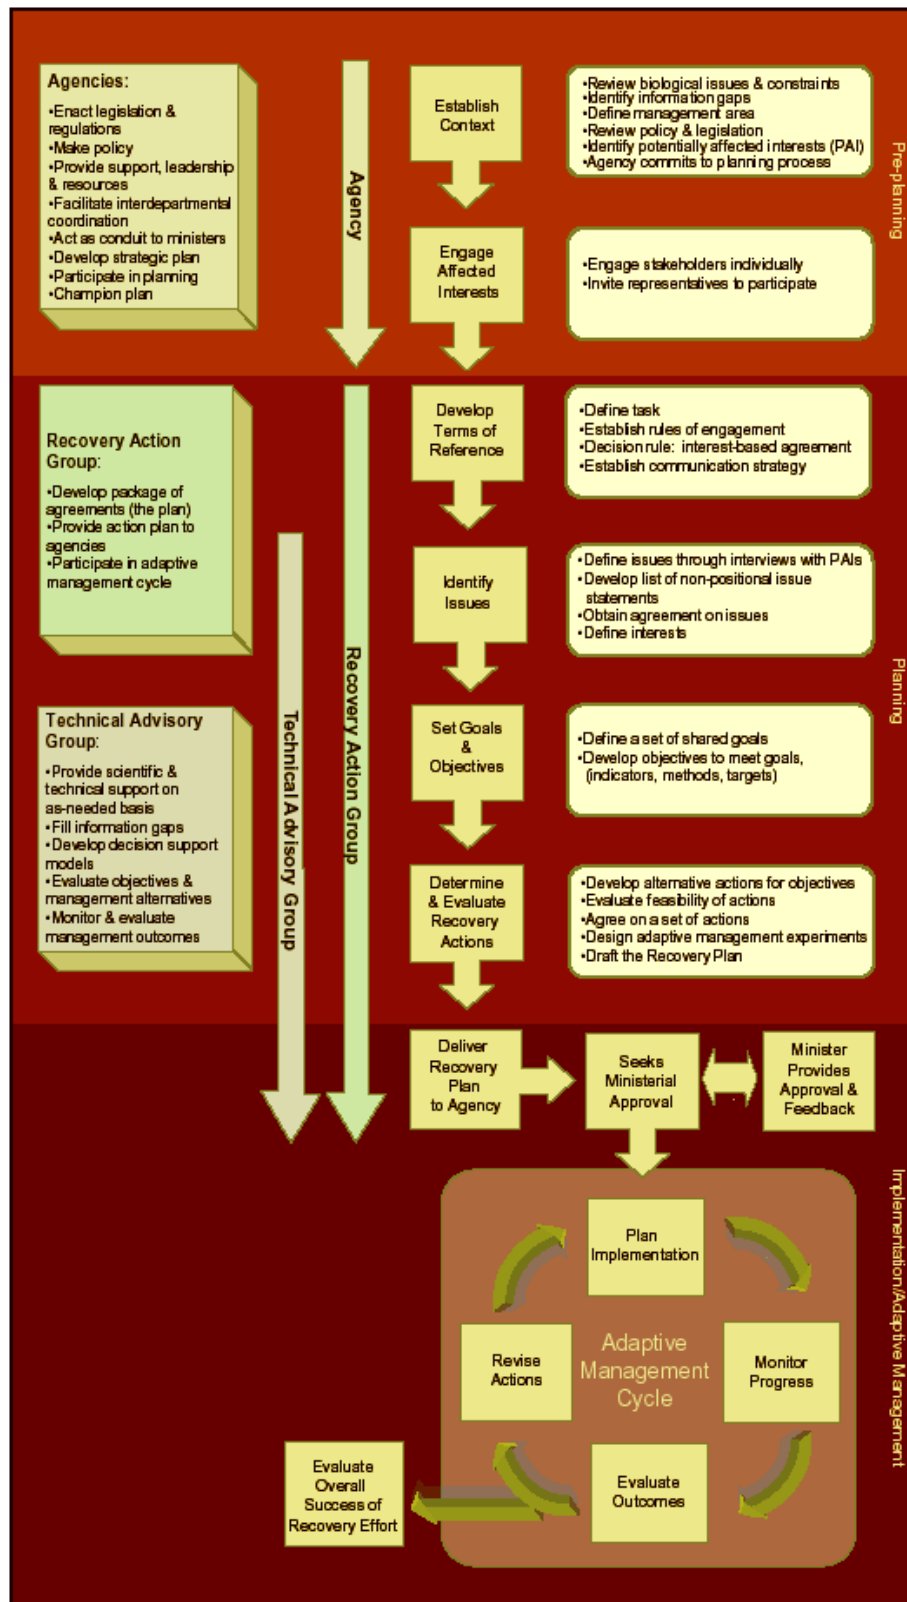 Agencies:
•Enact legislation &
regulations
•Make policy
•Provide support, leadership
& resources
•Facilitate interdepartmental
coordination
•Act as conduit to ministers
•Develop strategic plan
•Participate in planning
•Champion plan
Agency
Establish
Context
•Review biological issues & constraints
•Identify information gaps
•Define management area
•Review policy & legislation
•Identify potentially affected interests (PAI)
•Agency commits to planning process
Pre-planning
Engage
Affected
Interests
•Engage stakeholders individually
•Invite representatives to participate
Recovery Action
Group:
•Develop package of
agreements (the plan)
•Provide action plan to
agencies
•Participate in adaptive
management cycle
Recovery Action Group
Develop
Terms of
Reference
•Define task
•Establish rules of engagement
•Decision rule: interest-based agreement
•Establish communication strategy
Identify
Issues
•Define issues through interviews with PAIs
•Develop list of non-positional issue
statements
•Obtain agreement on issues
•Define interests
Planning
Technical Advisory
Group:
•Provide scientific &
technical support on
as-needed basis
•Fill information gaps
•Develop decision support
models
•Evaluate objectives &
management alternatives
•Monitor & evaluate
management outcomes
Technical Advisory Group
Set Goals
&
Objectives
•Define a set of shared goals
•Develop objectives to meet goals,
(indicators, methods, targets)
Determine
& Evaluate
Recovery
Actions
•Develop alternative actions for objectives
•Evaluate feasibility of actions
•Agree on a set of actions
•Design adaptive management experiments
•Draft the Recovery Plan
Deliver
Recovery
Plan
to Agency
Seeks
Ministerial
Approval
Minister
Provides
Approval &
Feedback
Implementation/Adaptive Management
Plan
Implementation
Revise
Actions
Adaptive
Management
Cycle
Monitor
Progress
Evaluate
Outcomes
Evaluate
Overall
Success of
Recovery Effort